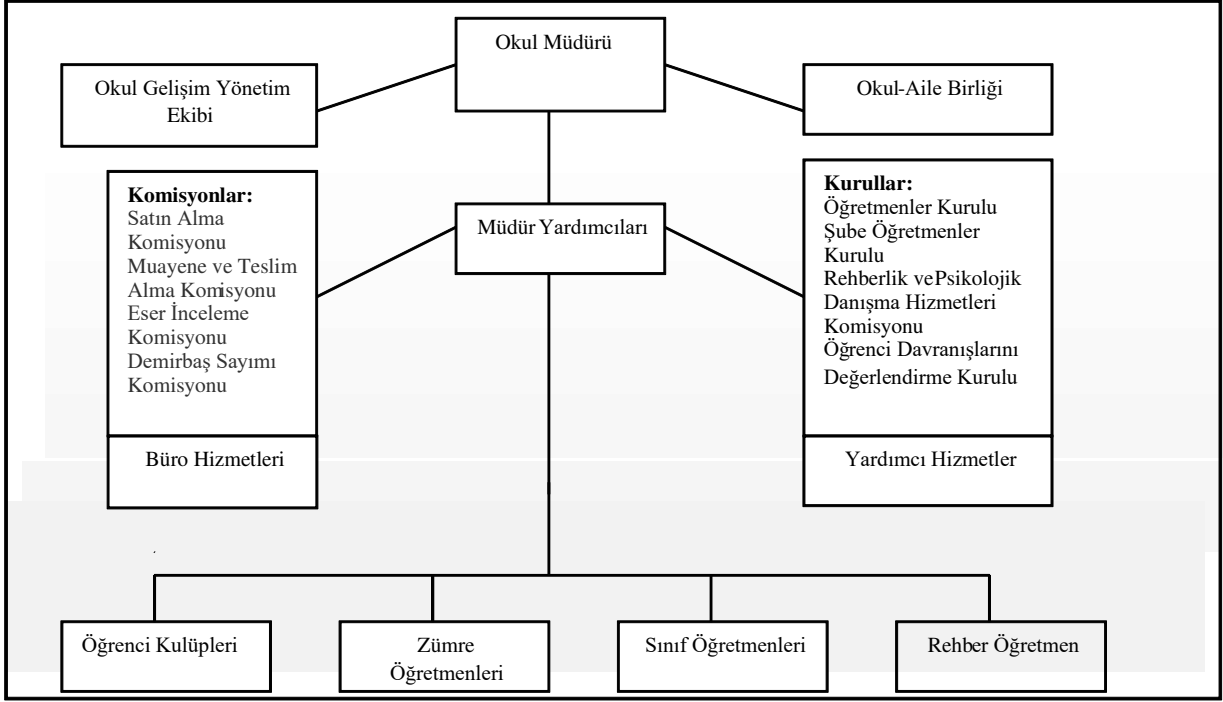 Okul Müdürü
Okul Gelişim Yönetim
Ekibi
Okul-Aile Birliği
Komisyonlar:
Satın Alma
Komisyonu
Muayene ve Teslim
Alma Komisyonu
Eser İnceleme
Komisyonu
Demirbaş Sayımı
Komisyonu
Müdür Yardımcıları
Kurullar:
Öğretmenler Kurulu
Şube Öğretmenler
Kurulu
Rehberlik vePsikolojik
Danışma Hizmetleri
Komisyonu
Öğrenci Davranışlarını
Değerlendirme Kurulu
Büro Hizmetleri
Yardımcı Hizmetler
Öğrenci Kulüpleri
Zümre
Öğretmenleri
Sınıf Öğretmenleri
Rehber Öğretmen